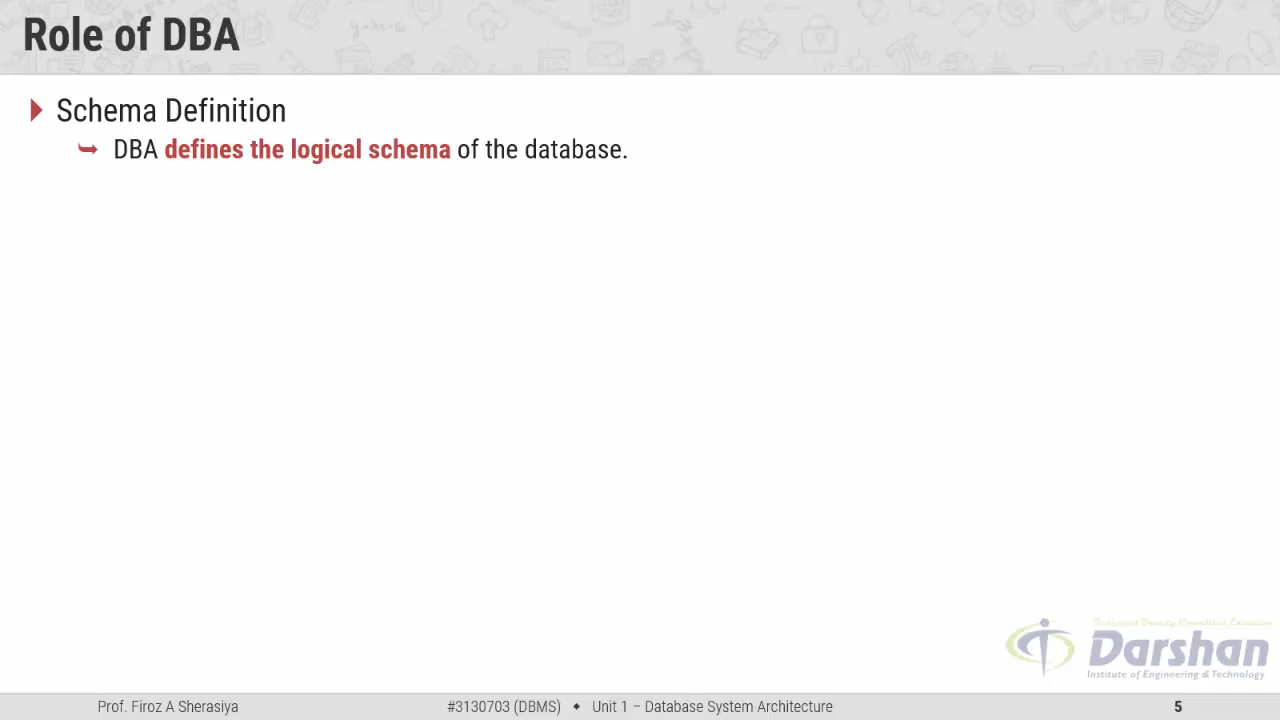 Role of DBA
Schema Definition
DBA defines the logical schema of the database.
Darshan
Institute of Engineering & Technology
Prof. Firoz A Sherasiya
#3130703 (DBMS) ◆ Unit 1 – Database System Architecture
5